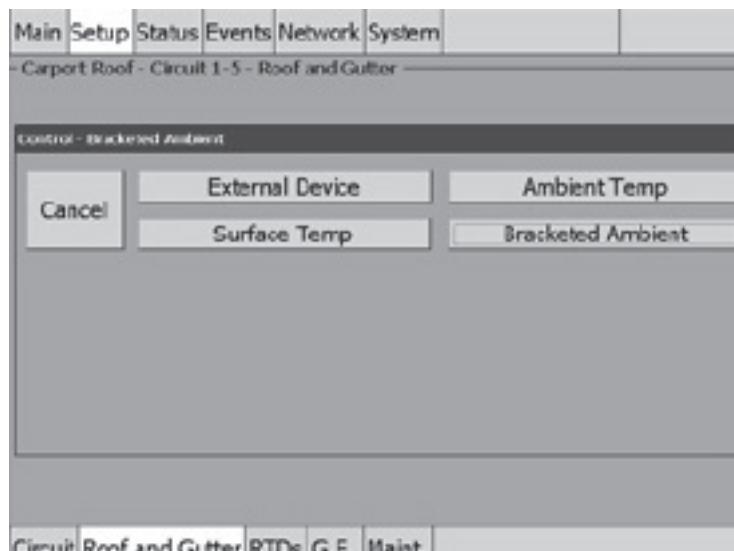 Main Setup Status Events Network System
Carport Roof - Circuit 1-5 - Roof and Gutter
Control - Bracketed Ambient
Cancel
External Device
Ambient Temp
Surface Temp
Bracketed Ambient
Circuit Roof and Gutter RTDs G.F. Maint.